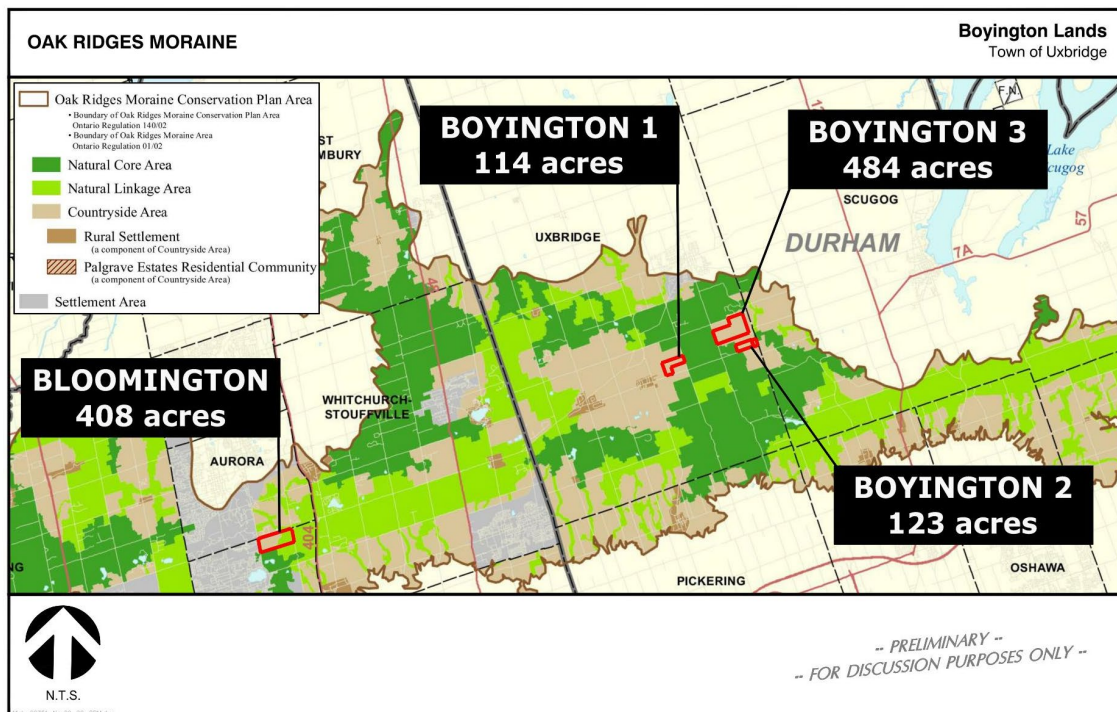 OAK RIDGES MORAINE
Boyington Lands
Town of Uxbridge
Oak Ridges Moraine Conservation Plan Area
• Boundary of Oak Ridges Moraine Conservation Plan Area
Ontario Regulation 140/02
• Boundary of Oak Ridges Moraine Area
Ontario Regulation 01/02
Natural Core Area
Natural Linkage Area
Countryside Area
Rural Settlement
(a component of Countryside Area)
Palgrave Estates Residential Community
(a component of Countryside Area)
Settlement Area
ST
MBURY
BOYINGTON 1
114 acres
BOYINGTON 3
484 acres
F.N.
Lake
cugog
SCUGOG
UXBRIDGE
DURHAM
57
7A
48
BLOOMINGTON
408 acres
WHITCHURCH-
STOUFFVILLE
AURORA
404
BOYINGTON 2
123 acres
NG
PICKERING
OSHAWA
N.T.S.
-- PRELIMINARY --
-- FOR DISCUSSION PURPOSES ONLY --